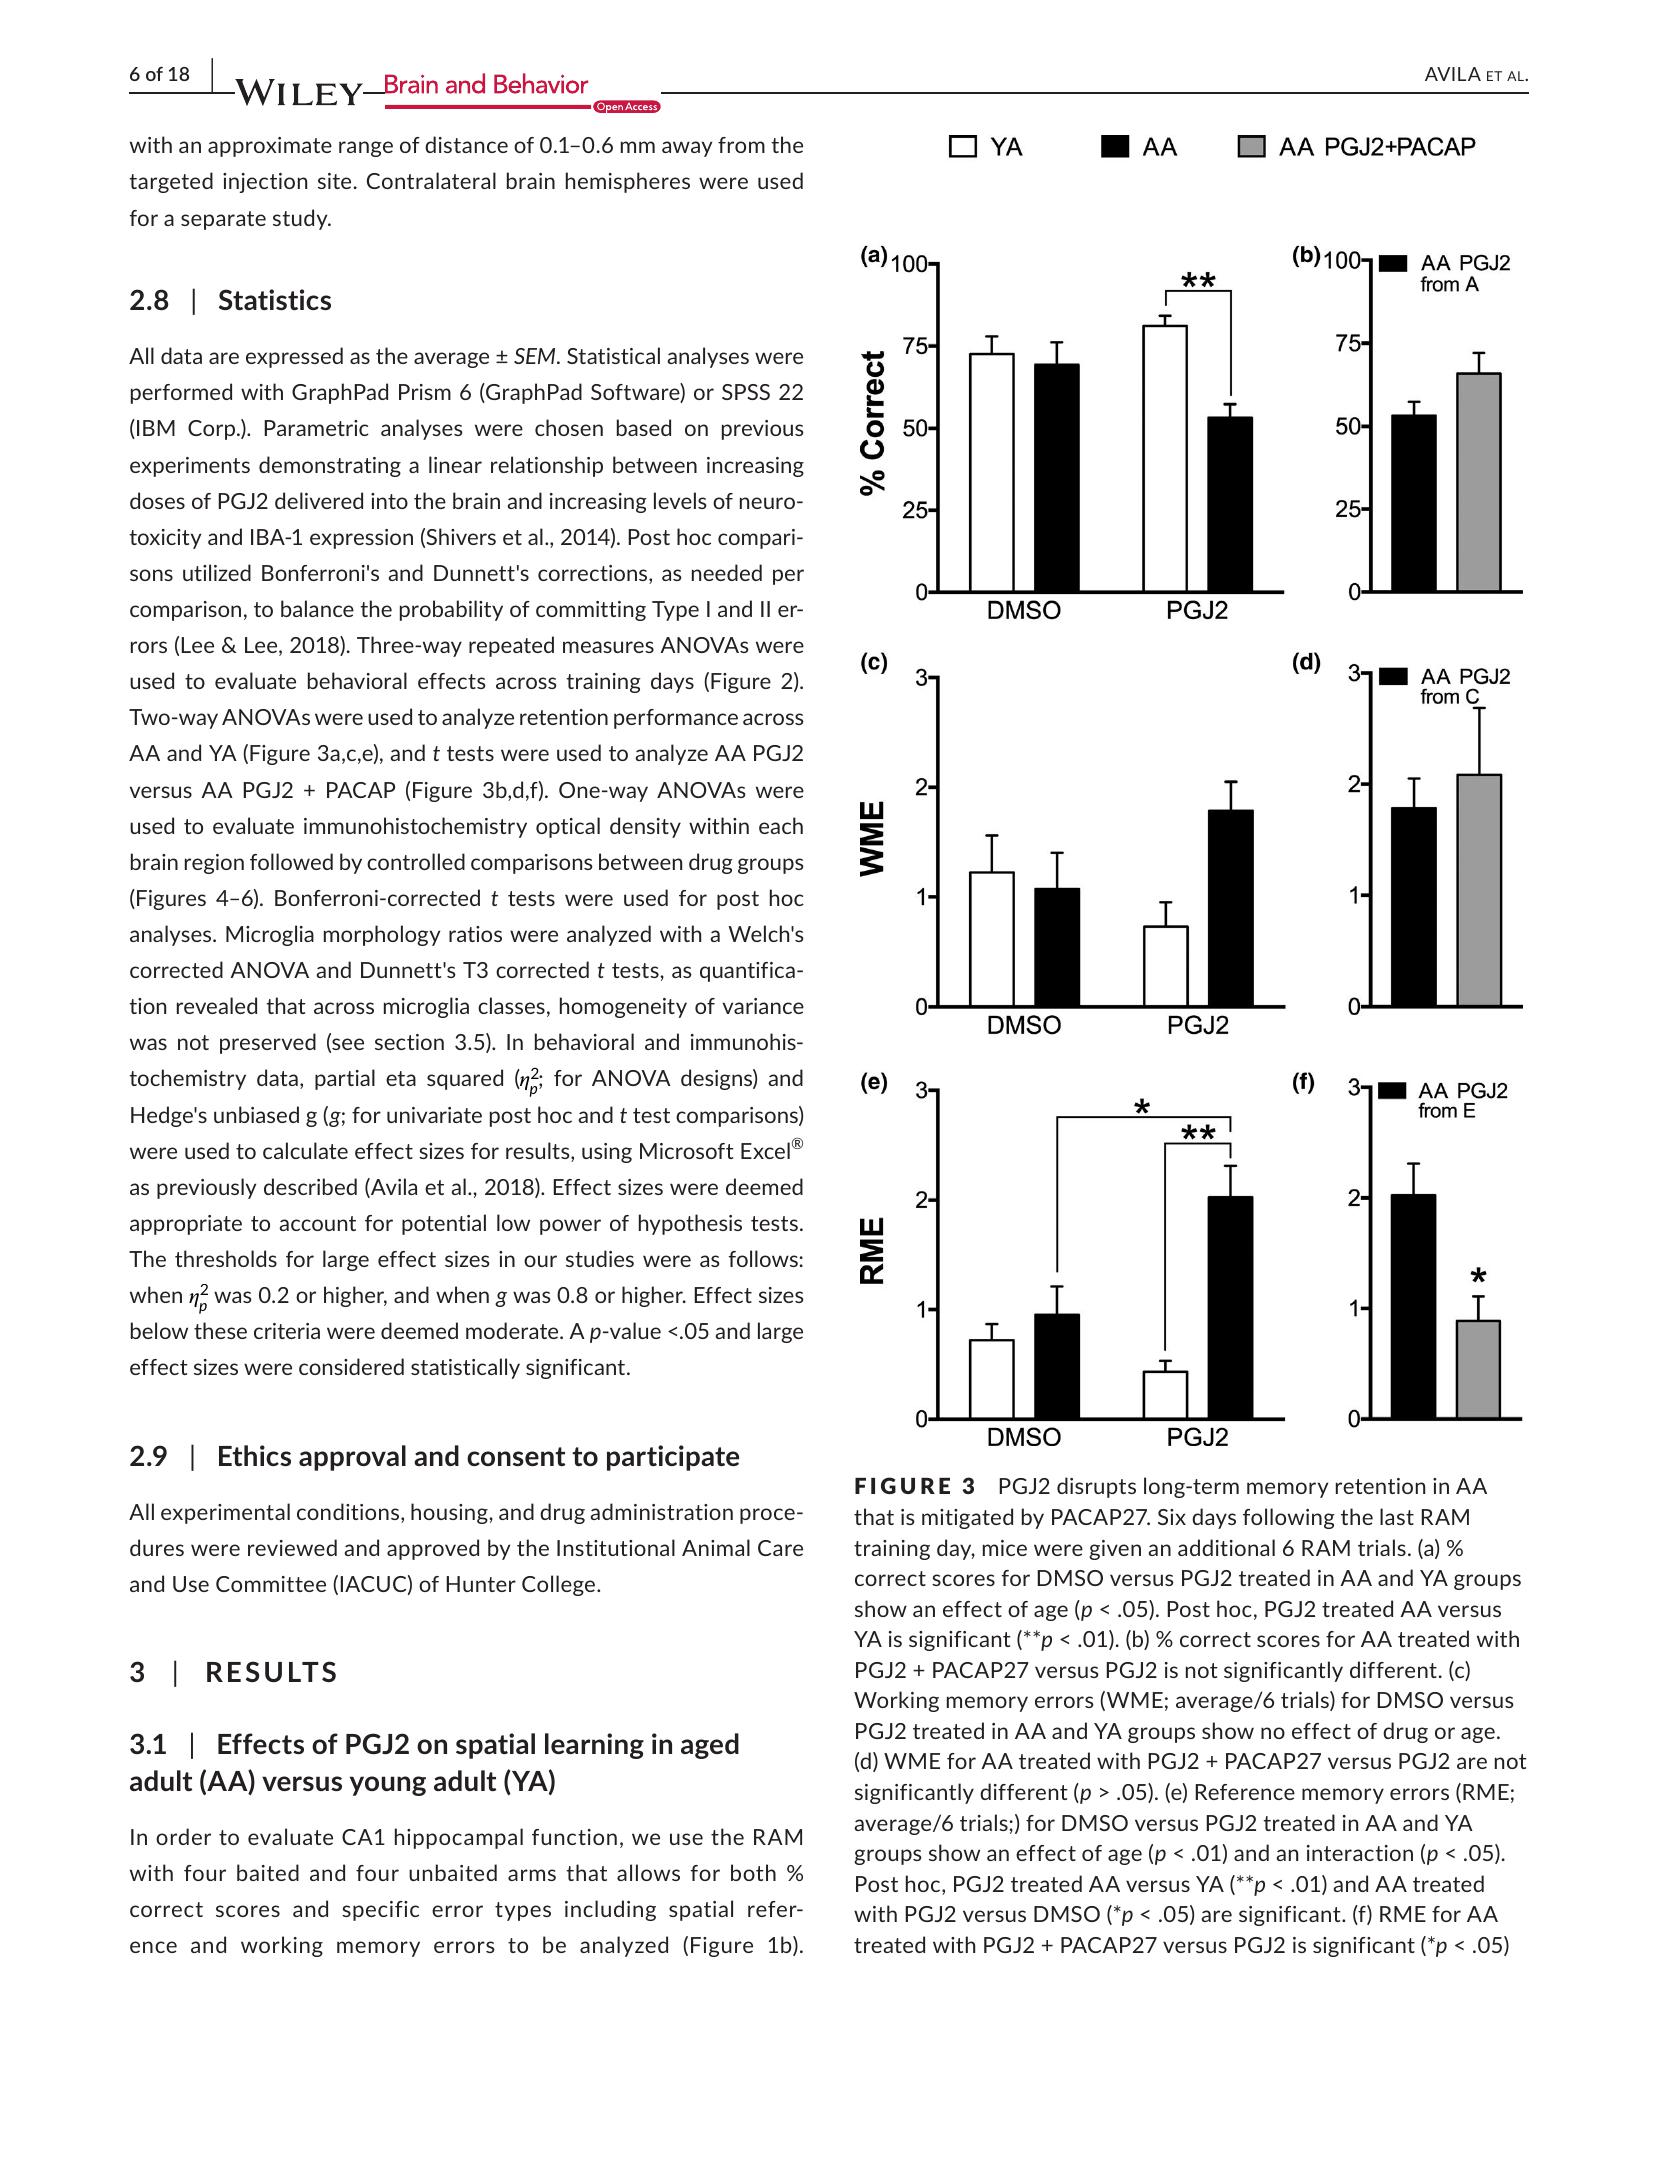 6 of 18
WILEY
Brain and Behavior
Open Access
AVILA ET AL.
with an approximate range of distance of 0.1–0.6 mm away from the
targeted injection site. Contralateral brain hemispheres were used
for a separate study.
2.8 | Statistics
All data are expressed as the average ± SEM. Statistical analyses were
performed with GraphPad Prism 6 (GraphPad Software) or SPSS 22
(IBM Corp.). Parametric analyses were chosen based on previous
experiments demonstrating a linear relationship between increasing
doses of PGJ2 delivered into the brain and increasing levels of neuro-
toxicity and IBA-1 expression (Shivers et al., 2014). Post hoc compari-
sons utilized Bonferroni's and Dunnett's corrections, as needed per
comparison, to balance the probability of committing Type I and II er-
rors (Lee & Lee, 2018). Three-way repeated measures ANOVAs were
used to evaluate behavioral effects across training days (Figure 2).
Two-way ANOVAs were used to analyze retention performance across
AA and YA (Figure 3a,c,e), and t tests were used to analyze AA PGJ2
versus AA PGJ2 + PACAP (Figure 3b,d,f). One-way ANOVAs were
used to evaluate immunohistochemistry optical density within each
brain region followed by controlled comparisons between drug groups
(Figures 4–6). Bonferroni-corrected t tests were used for post hoc
analyses. Microglia morphology ratios were analyzed with a Welch's
corrected ANOVA and Dunnett's T3 corrected t tests, as quantifica-
tion revealed that across microglia classes, homogeneity of variance
was not preserved (see section 3.5). In behavioral and immunohis-
tochemistry data, partial eta squared (η²ₚ; for ANOVA designs) and
Hedge's unbiased g (g; for univariate post hoc and t test comparisons)
were used to calculate effect sizes for results, using Microsoft Excel®
as previously described (Avila et al., 2018). Effect sizes were deemed
appropriate to account for potential low power of hypothesis tests.
The thresholds for large effect sizes in our studies were as follows:
when η²ₚ was 0.2 or higher, and when g was 0.8 or higher. Effect sizes
below these criteria were deemed moderate. A p-value <.05 and large
effect sizes were considered statistically significant.
2.9 | Ethics approval and consent to participate
All experimental conditions, housing, and drug administration proce-
dures were reviewed and approved by the Institutional Animal Care
and Use Committee (IACUC) of Hunter College.
3 | RESULTS
3.1 | Effects of PGJ2 on spatial learning in aged
adult (AA) versus young adult (YA)
In order to evaluate CA1 hippocampal function, we use the RAM
with four baited and four unbaited arms that allows for both %
correct scores and specific error types including spatial refer-
ence and working memory errors to be analyzed (Figure 1b).
YA AA AA PGJ2+PACAP
(a)
100
75
50
25
0
% Correct
**
DMSO PGJ2
(b)
100
75
50
25
0
AA PGJ2
from A
(c)
3
2
1
0
WME
DMSO PGJ2
(d)
3
2
1
0
AA PGJ2
from C
(e)
3
2
1
0
RME
*
**
DMSO PGJ2
(f)
3
2
1
0
AA PGJ2
from E
*
FIGURE 3 PGJ2 disrupts long-term memory retention in AA
that is mitigated by PACAP27. Six days following the last RAM
training day, mice were given an additional 6 RAM trials. (a) %
correct scores for DMSO versus PGJ2 treated in AA and YA groups
show an effect of age (p < .05). Post hoc, PGJ2 treated AA versus
YA is significant (**p < .01). (b) % correct scores for AA treated with
PGJ2 + PACAP27 versus PGJ2 is not significantly different. (c)
Working memory errors (WME; average/6 trials) for DMSO versus
PGJ2 treated in AA and YA groups show no effect of drug or age.
(d) WME for AA treated with PGJ2 + PACAP27 versus PGJ2 are not
significantly different (p > .05). (e) Reference memory errors (RME;
average/6 trials;) for DMSO versus PGJ2 treated in AA and YA
groups show an effect of age (p < .01) and an interaction (p < .05).
Post hoc, PGJ2 treated AA versus YA (**p < .01) and AA treated
with PGJ2 versus DMSO (*p < .05) are significant. (f) RME for AA
treated with PGJ2 + PACAP27 versus PGJ2 is significant (*p < .05)